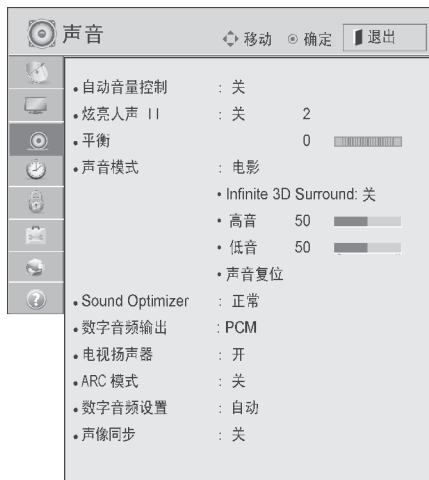 声音 移动 确定 退出
• 自动音量控制 : 关
• 炫亮人声 II : 关 2
• 平衡 0
• 声音模式 : 电影
• Infinite 3D Surround: 关
• 高音 50
• 低音 50
• 声音复位
• Sound Optimizer : 正常
• 数字音频输出 : PCM
• 电视扬声器 : 开
• ARC 模式 : 关
• 数字音频设置 : 自动
• 声像同步 : 关